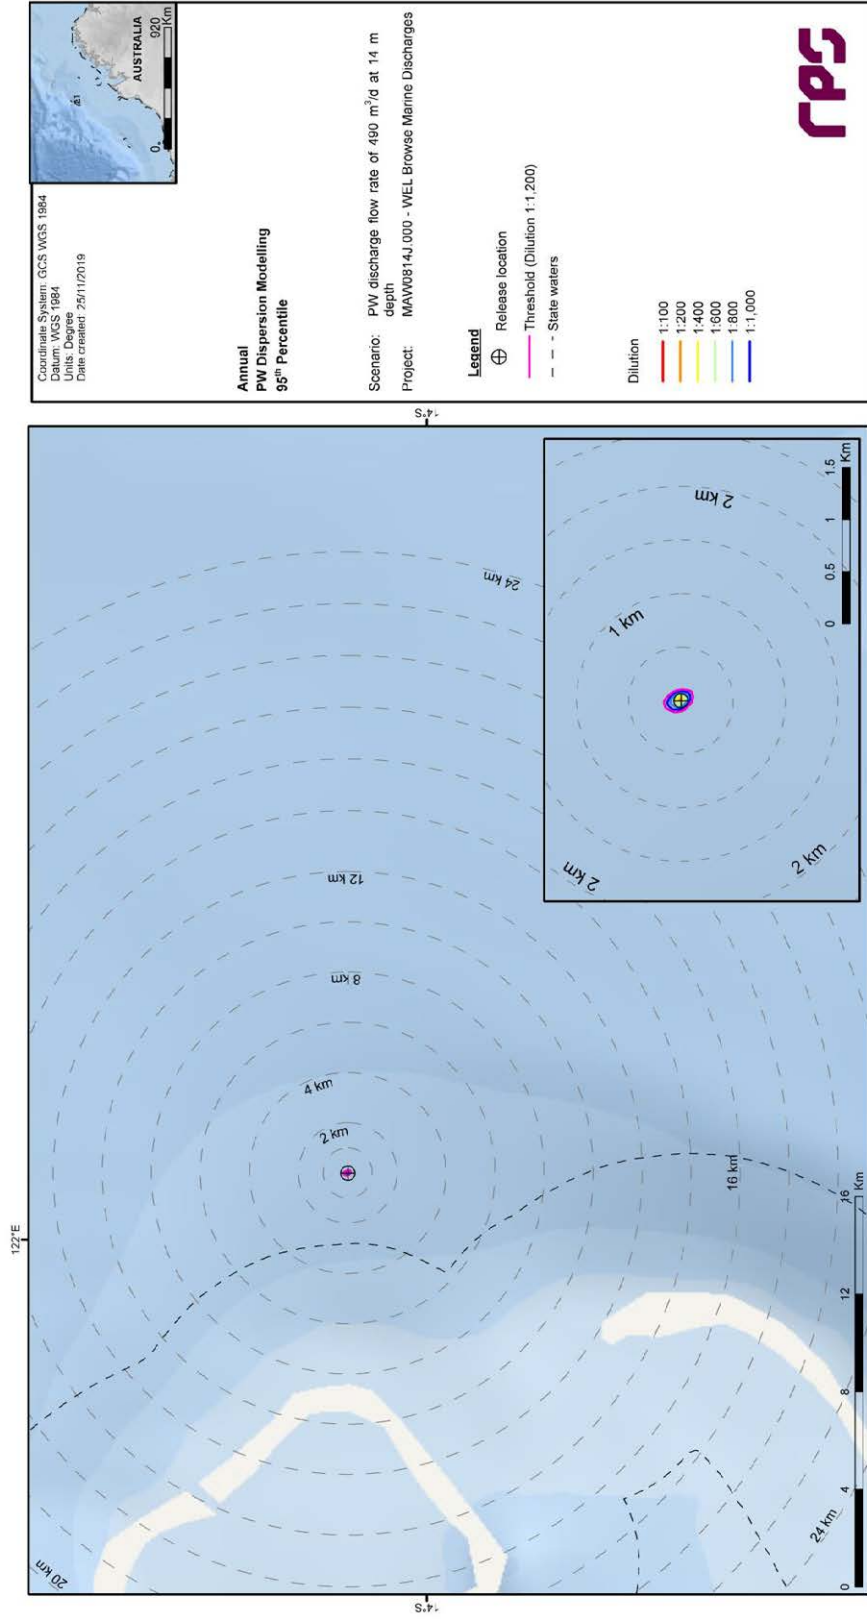 122°E
14°S
14°S
20 km
2 km
4 km
8 km
12 km
24 km
16 km
24 km
0 4 8 12 16
Km
1 km
2 km
2 km
2 km
0 0.5 1 1.5
Km
Coordinate System: GCS WGS 1984
Datum: WGS 1984
Units: Degree
Date created: 25/11/2019
AUSTRALIA
0 920
Km
Annual
PW Dispersion Modelling
95th Percentile
Scenario: PW discharge flow rate of 490 m³/d at 14 m
depth
Project: MAW0814J.000 - WEL Browse Marine Discharges
Legend
Release location
Threshold (Dilution 1:1,200)
State waters
Dilution
1:100
1:200
1:400
1:600
1:800
1:1,000
rps